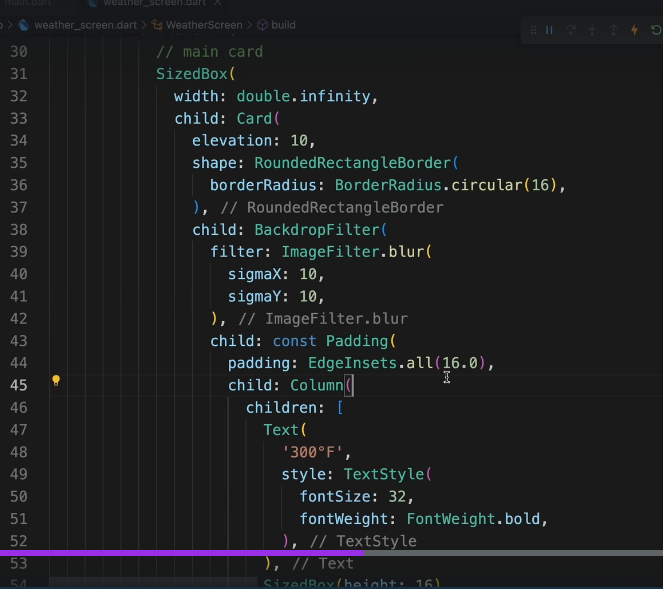 main.dart weather_screen.dart X
> weather_screen.dart > WeatherScreen > build
30 // main card
31 SizedBox(
32 width: double.infinity,
33 child: Card(
34 elevation: 10,
35 shape: RoundedRectangleBorder(
36 borderRadius: BorderRadius.circular(16),
37 ), // RoundedRectangleBorder
38 child: BackdropFilter(
39 filter: ImageFilter.blur(
40 sigmaX: 10,
41 sigmaY: 10,
42 ), // ImageFilter.blur
43 child: const Padding(
44 padding: EdgeInsets.all(16.0),
45 child: Column(
46 children: [
47 Text(
48 '300°F',
49 style: TextStyle(
50 fontSize: 32,
51 fontWeight: FontWeight.bold,
52 ), // TextStyle
53 ), // Text
54 SizedBox(height: 16)